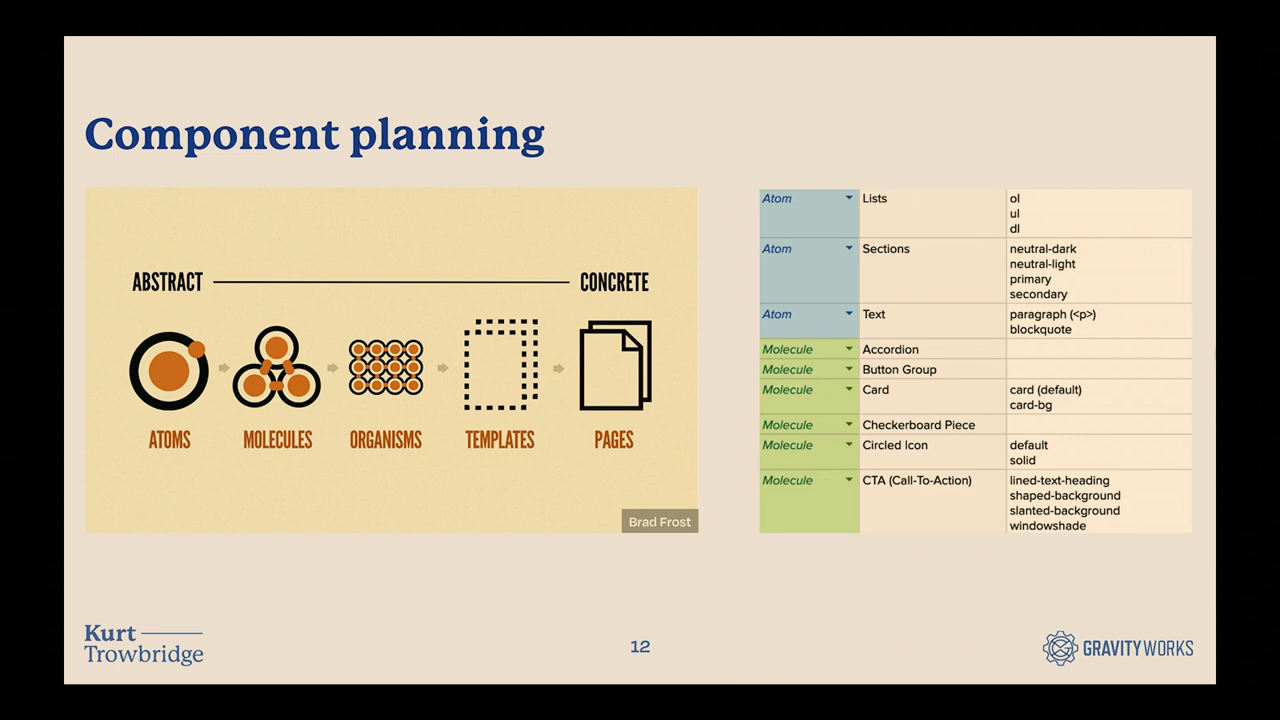 Component planning
ABSTRACT CONCRETE
ATOMS MOLECULES ORGANISMS TEMPLATES PAGES
Brad Frost
Atom Lists ol
ul
dl
Atom Sections neutral-dark
neutral-light
primary
secondary
Atom Text paragraph (<p>)
blockquote
Molecule Accordion
Molecule Button Group
Molecule Card card (default)
card-bg
Molecule Checkerboard Piece
Molecule Circled Icon default
solid
Molecule CTA (Call-To-Action) lined-text-heading
shaped-background
slanted-background
windowshade
Kurt
Trowbridge
12
GRAVITYWORKS